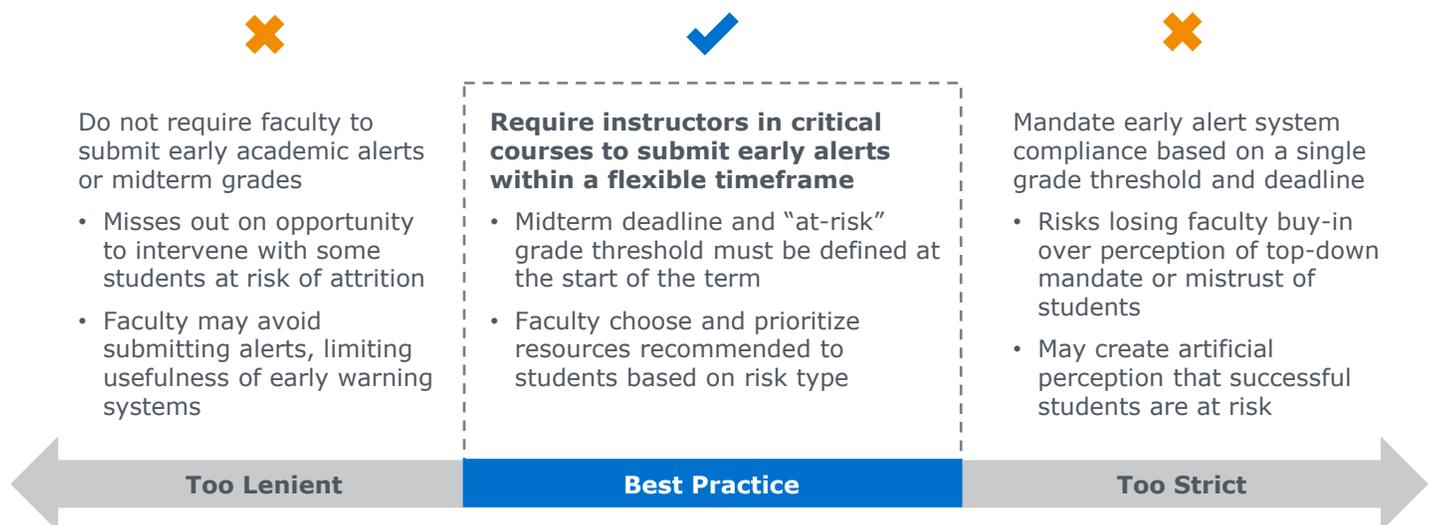 Do not require faculty to
submit early academic alerts
or midterm grades
• Misses out on opportunity
to intervene with some
students at risk of attrition
• Faculty may avoid
submitting alerts, limiting
usefulness of early warning
systems
Require instructors in critical
courses to submit early alerts
within a flexible timeframe
• Midterm deadline and “at-risk”
grade threshold must be defined at
the start of the term
• Faculty choose and prioritize
resources recommended to
students based on risk type
Mandate early alert system
compliance based on a single
grade threshold and deadline
• Risks losing faculty buy-in
over perception of top-down
mandate or mistrust of
students
• May create artificial
perception that successful
students are at risk
Too Lenient
Best Practice
Too Strict